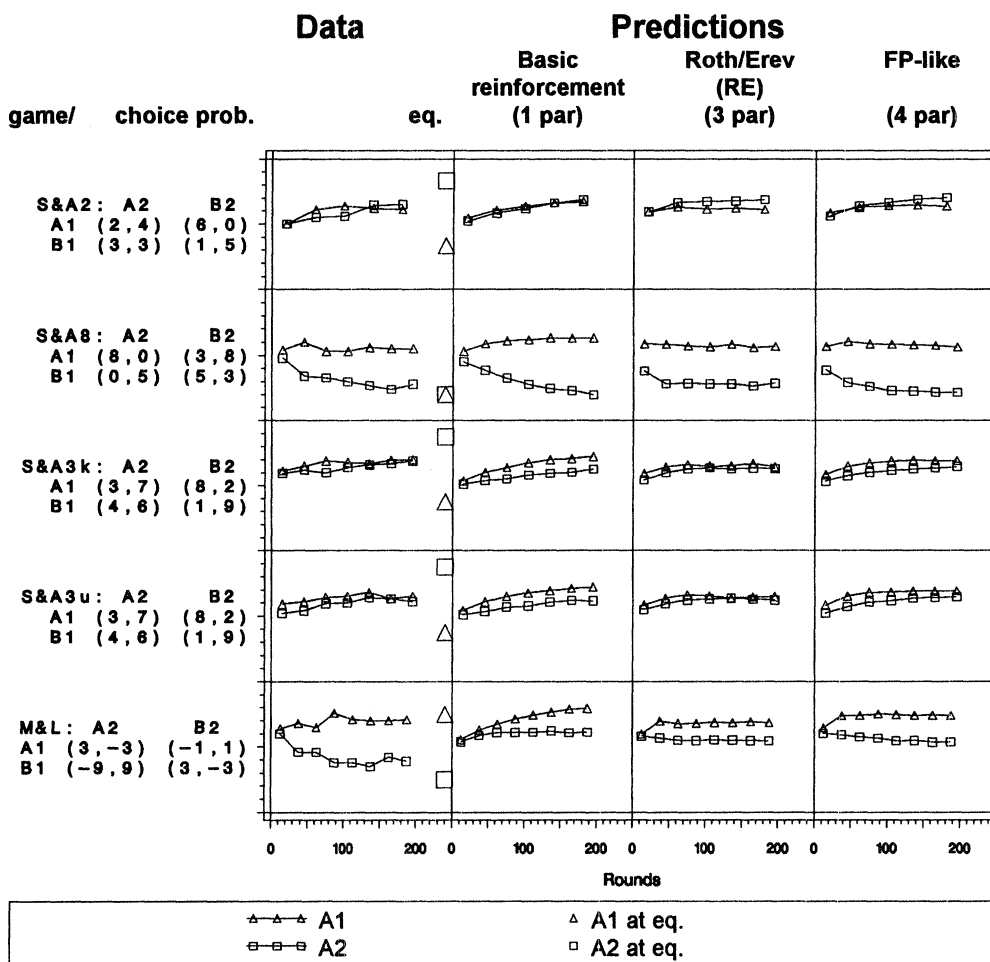 Data Predictions
Basic reinforcement (1 par) Roth/Erev (RE) (3 par) FP-like (4 par)
game/ choice prob. eq.
S&A2: A2 B2
A1 (2,4) (6,0)
B1 (3,3) (1,5)
S&A8: A2 B2
A1 (8,0) (3,8)
B1 (0,5) (5,3)
S&A3k: A2 B2
A1 (3,7) (8,2)
B1 (4,6) (1,9)
S&A3u: A2 B2
A1 (3,7) (8,2)
B1 (4,6) (1,9)
M&L: A2 B2
A1 (3,-3) (-1,1)
B1 (-9,9) (3,-3)
0 100 200 0 100 200 0 100 200 0 100 200
Rounds
A1 A1 at eq.
A2 A2 at eq.